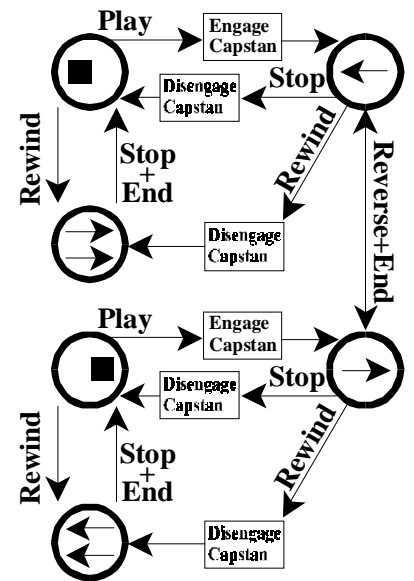 Play
Engage
Capstan
Disengage
Capstan
Stop
Rewind
Stop
+
End
Rewind
Reverse+End
Disengage
Capstan
Play
Engage
Capstan
Disengage
Capstan
Stop
Rewind
Stop
+
End
Rewind
Disengage
Capstan